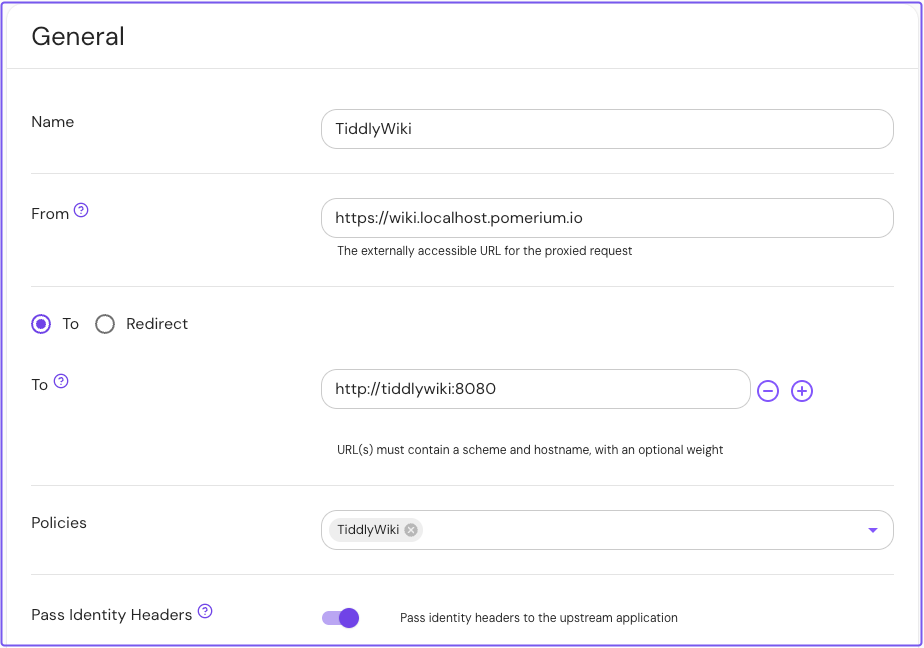 General
Name
TiddlyWiki
From ?
https://wiki.localhost.pomerium.io
The externally accessible URL for the proxied request
To Redirect
To ?
http://tiddlywiki:8080
URL(s) must contain a scheme and hostname, with an optional weight
Policies
TiddlyWiki
Pass Identity Headers ?
Pass identity headers to the upstream application